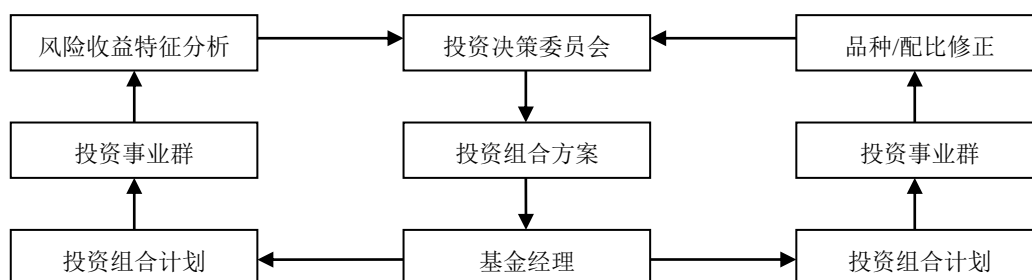 风险收益特征分析
投资决策委员会
品种/配比修正
投资事业群
投资组合方案
投资事业群
投资组合计划
基金经理
投资组合计划